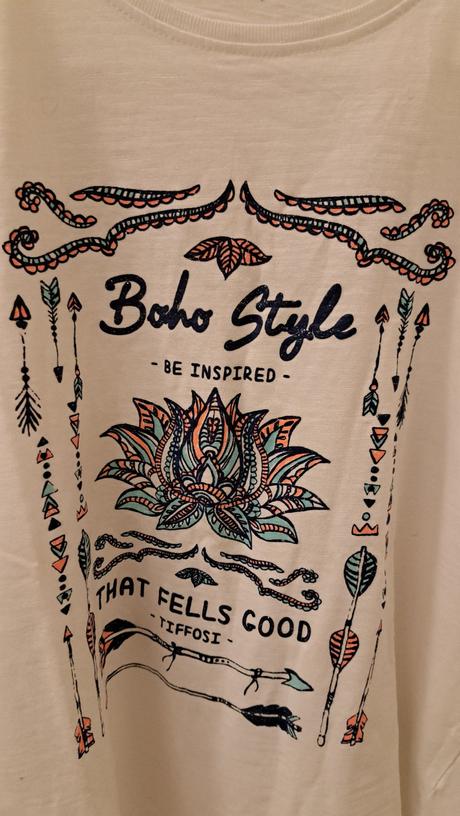 Boho Style
- BE INSPIRED -
THAT FELLS GOOD
- TIFFOSI -